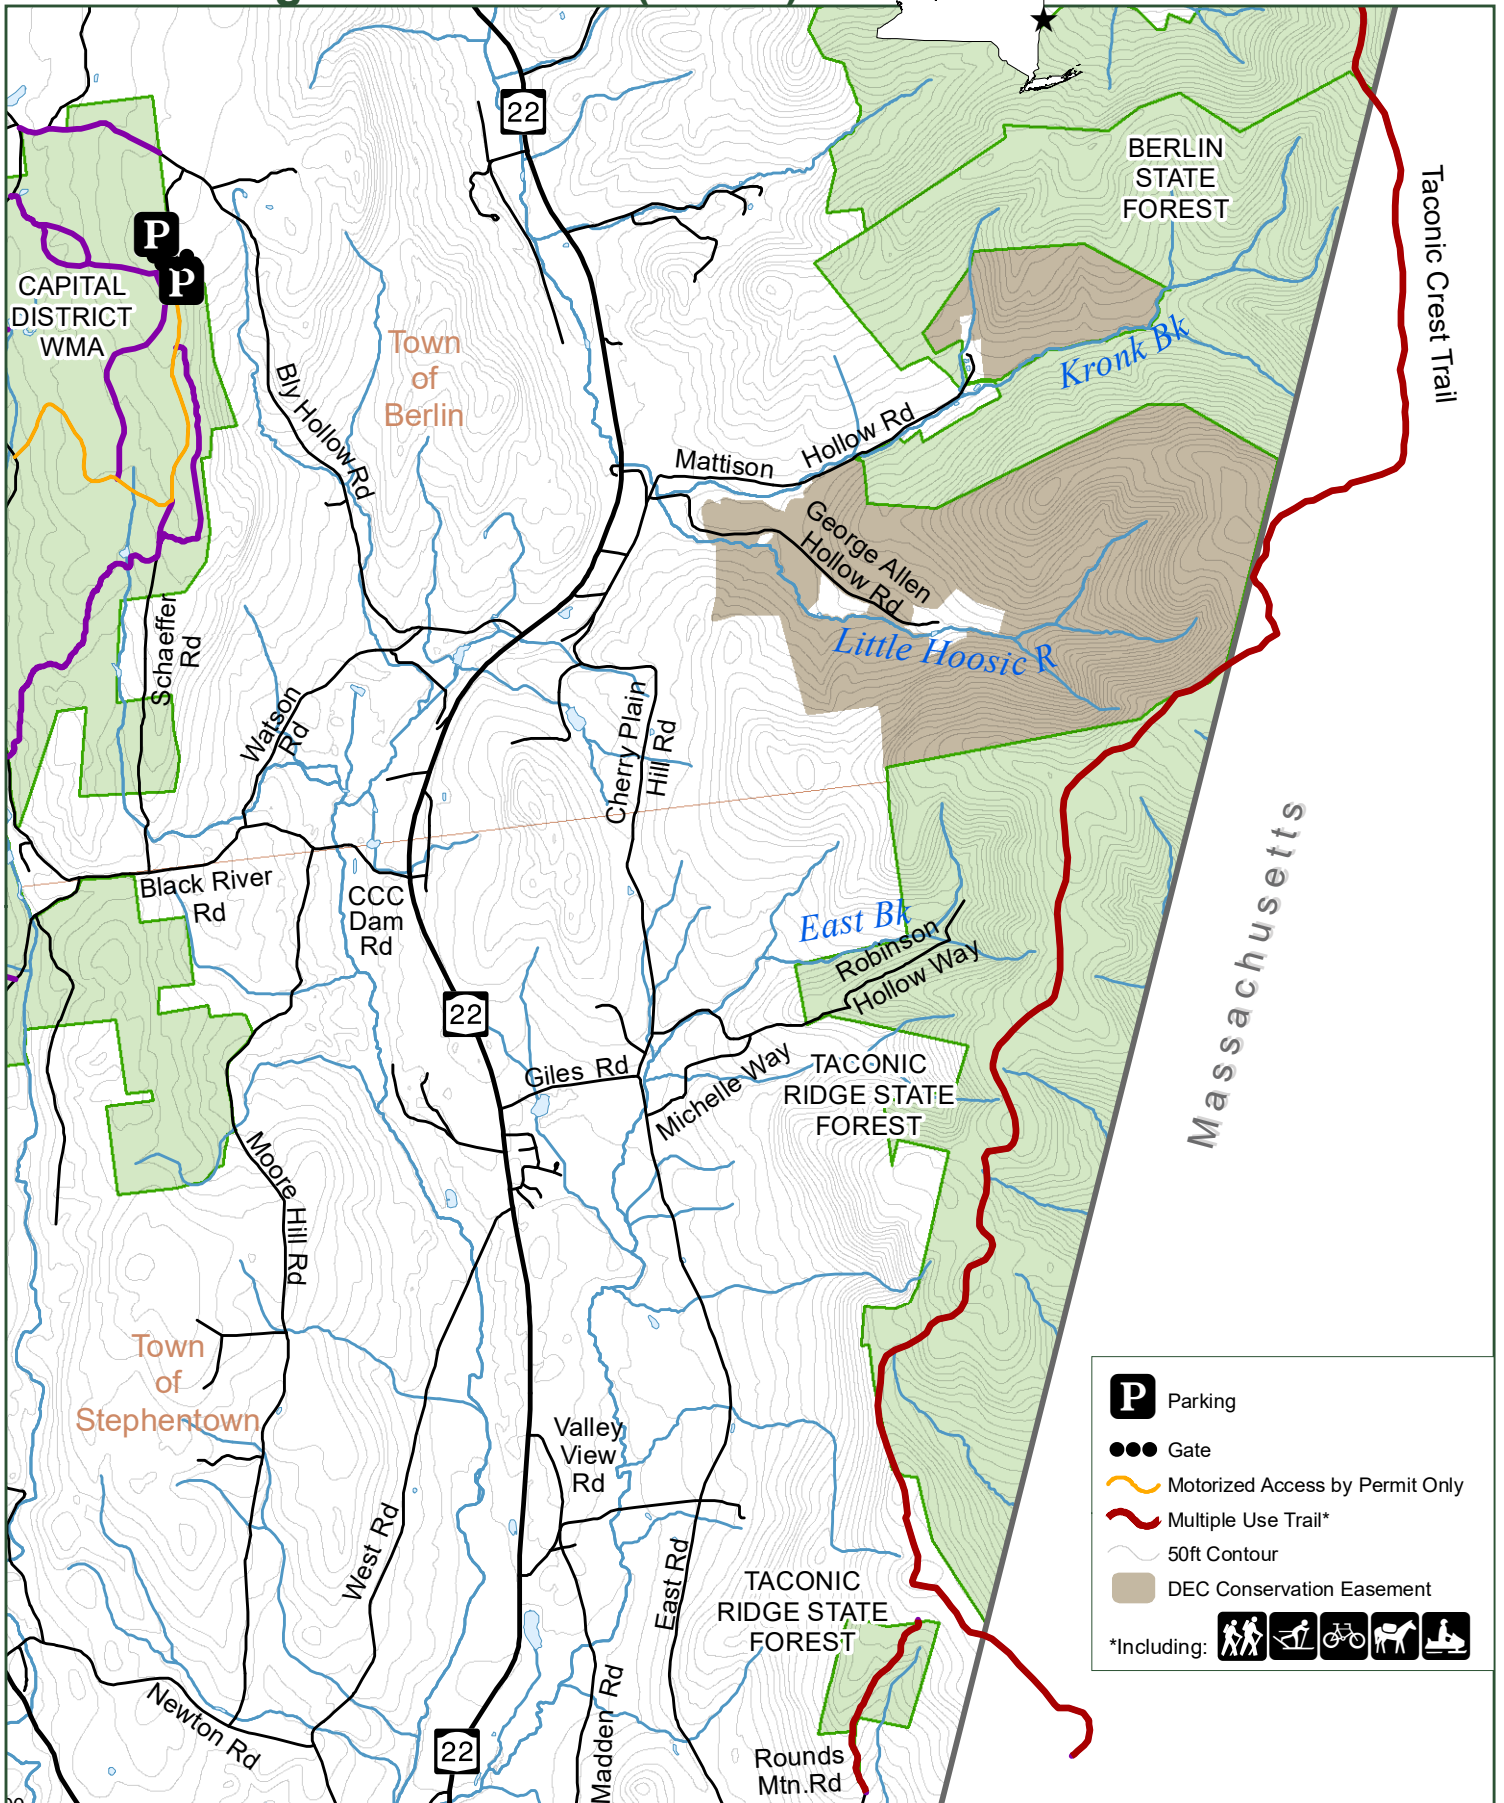 22
BERLIN
STATE
FOREST
Taconic Crest Trail
P
P
CAPITAL
DISTRICT
WMA
Town
of
Berlin
Bly Hollow Rd
Kronk Bk
Mattison Hollow Rd
George Allen
Hollow Rd
Little Hoosic R
Schaeffer
Rd
Watson
Rd
Cherry Plain
Hill Rd
Massachusetts
Black River
Rd
CCC
Dam
Rd
East Bk
Robinson
Hollow Way
22
Giles Rd
Michelle Way
TACONIC
RIDGE STATE
FOREST
Moore Hill Rd
Town
of
Stephentown
Valley
View
Rd
West Rd
East Rd
TACONIC
RIDGE STATE
FOREST
Newton Rd
22
Madden Rd
Rounds
Mtn.Rd
P Parking
Gate
Motorized Access by Permit Only
Multiple Use Trail*
50ft Contour
DEC Conservation Easement
*Including: